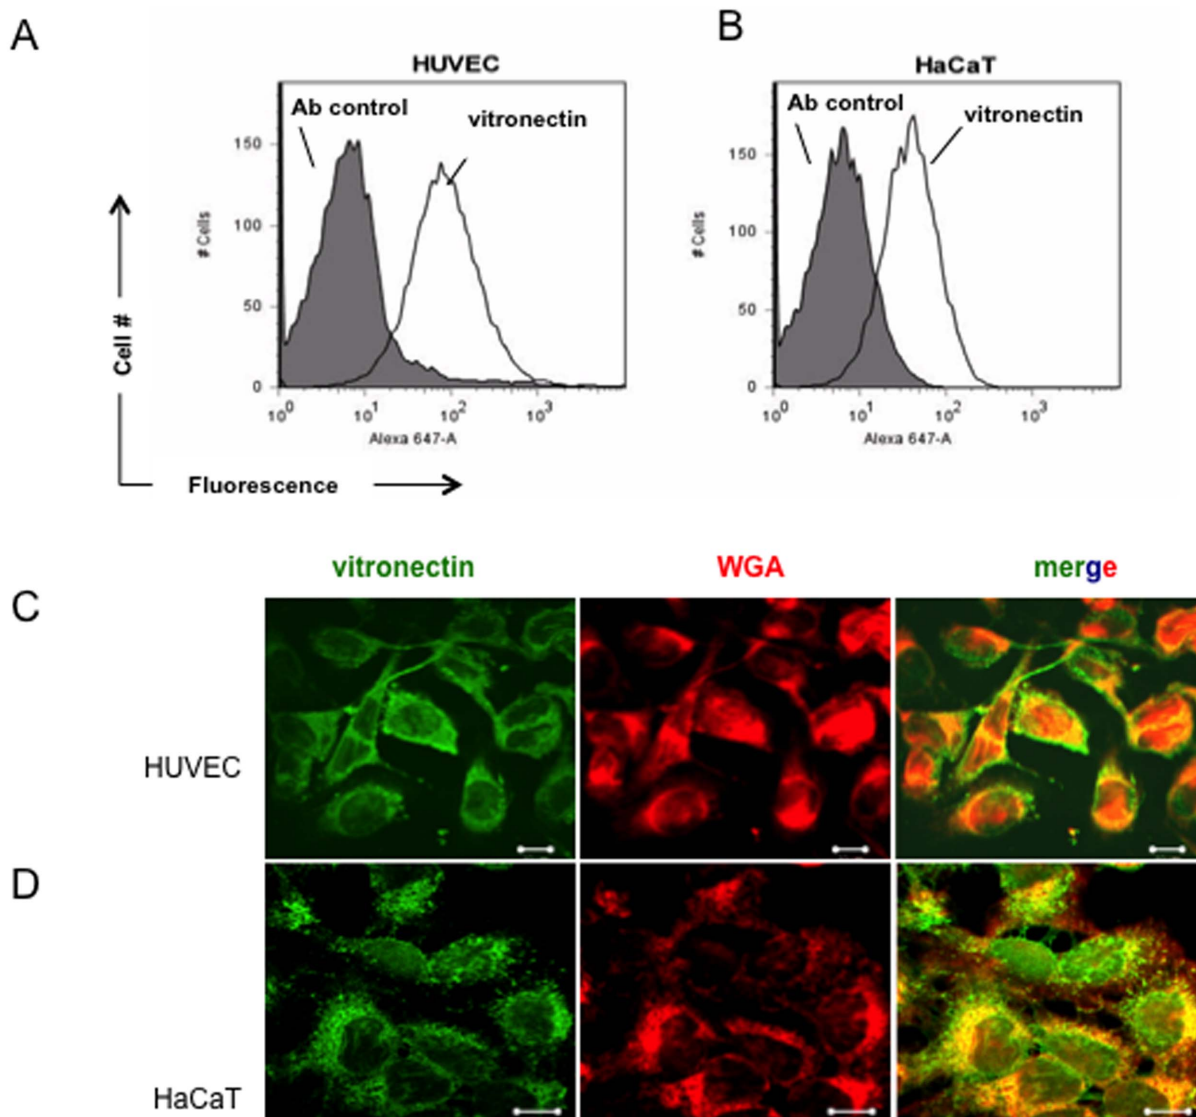 A
B
HUVEC
HaCaT
Ab control
vitronectin
Ab control
vitronectin
150
100
50
0
# Cells
10^0 10^1 10^2 10^3
Alexa 647-A
150
100
50
0
# Cells
10^0 10^1 10^2 10^3
Alexa 647-A
Cell #
Fluorescence
vitronectin WGA merge
C
HUVEC
D
HaCaT